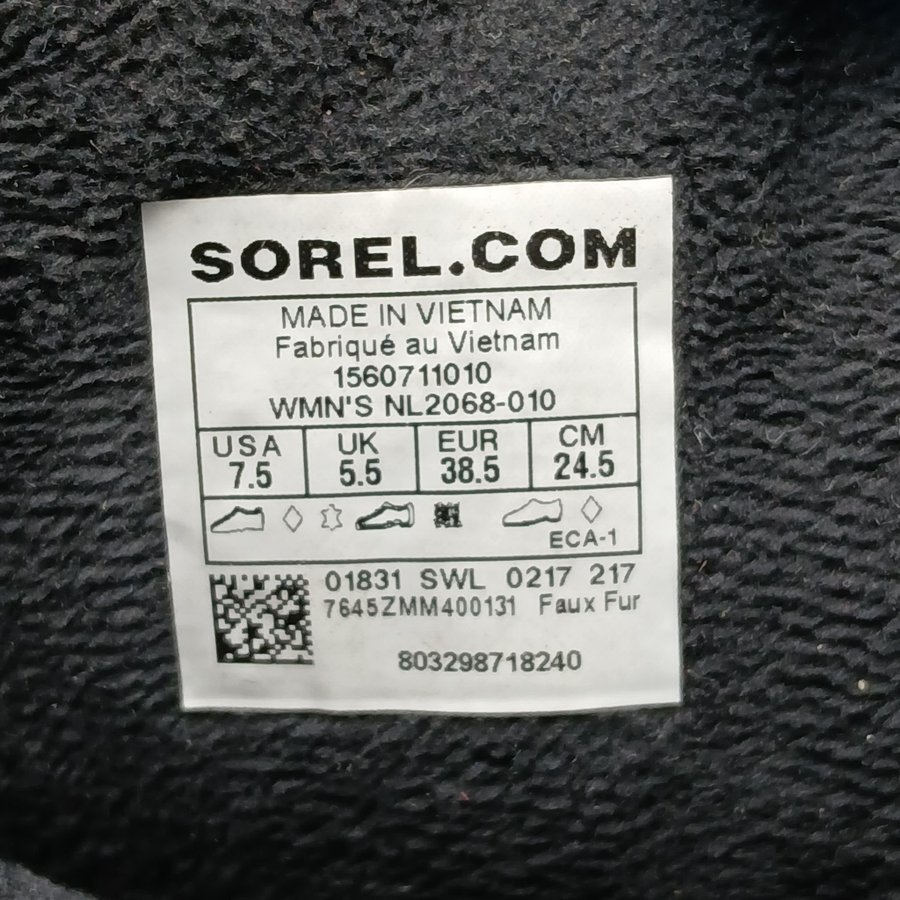 SOREL.COM
MADE IN VIETNAM
Fabriqué au Vietnam
1560711010
WMN'S NL2068-010
USA UK EUR CM
7.5 5.5 38.5 24.5
ECA-1
01831 SWL 0217 217
7645ZMM400131 Faux Fur
803298718240